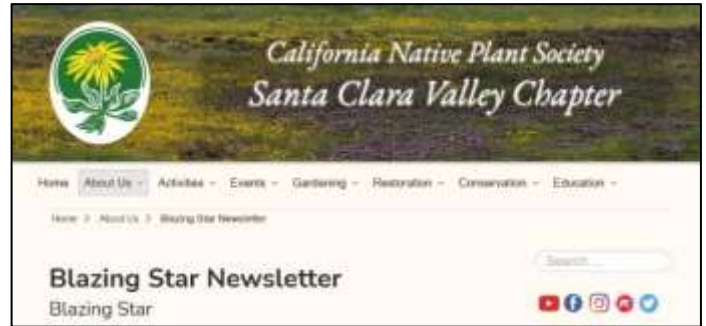 California Native Plant Society
Santa Clara Valley Chapter
Home About Us Activities Events Gardening Restoration Conservation Education
Home > About Us > Blazing Star Newsletter
Search ...
Blazing Star Newsletter
Blazing Star